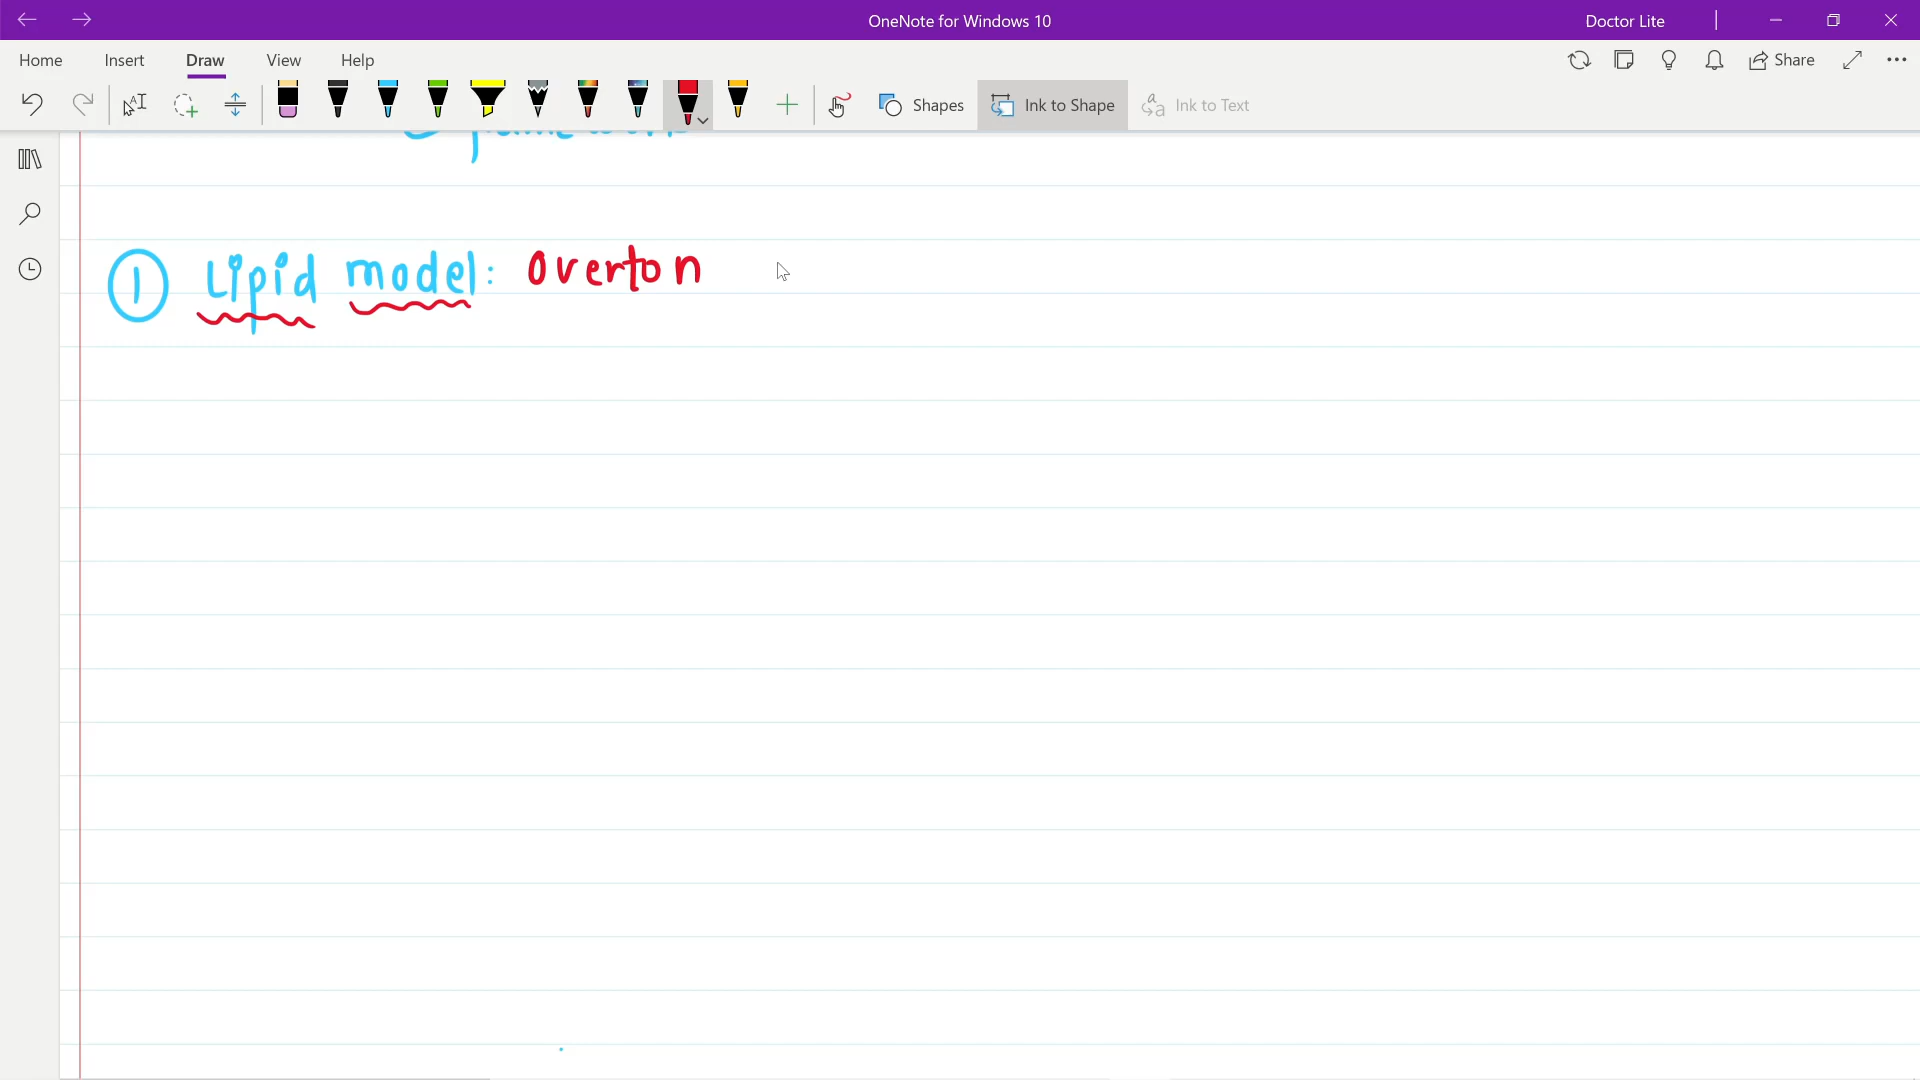 OneNote for Windows 10
Doctor Lite
Home Insert Draw View Help
Share
Shapes Ink to Shape Ink to Text
① Lipid model: Overton